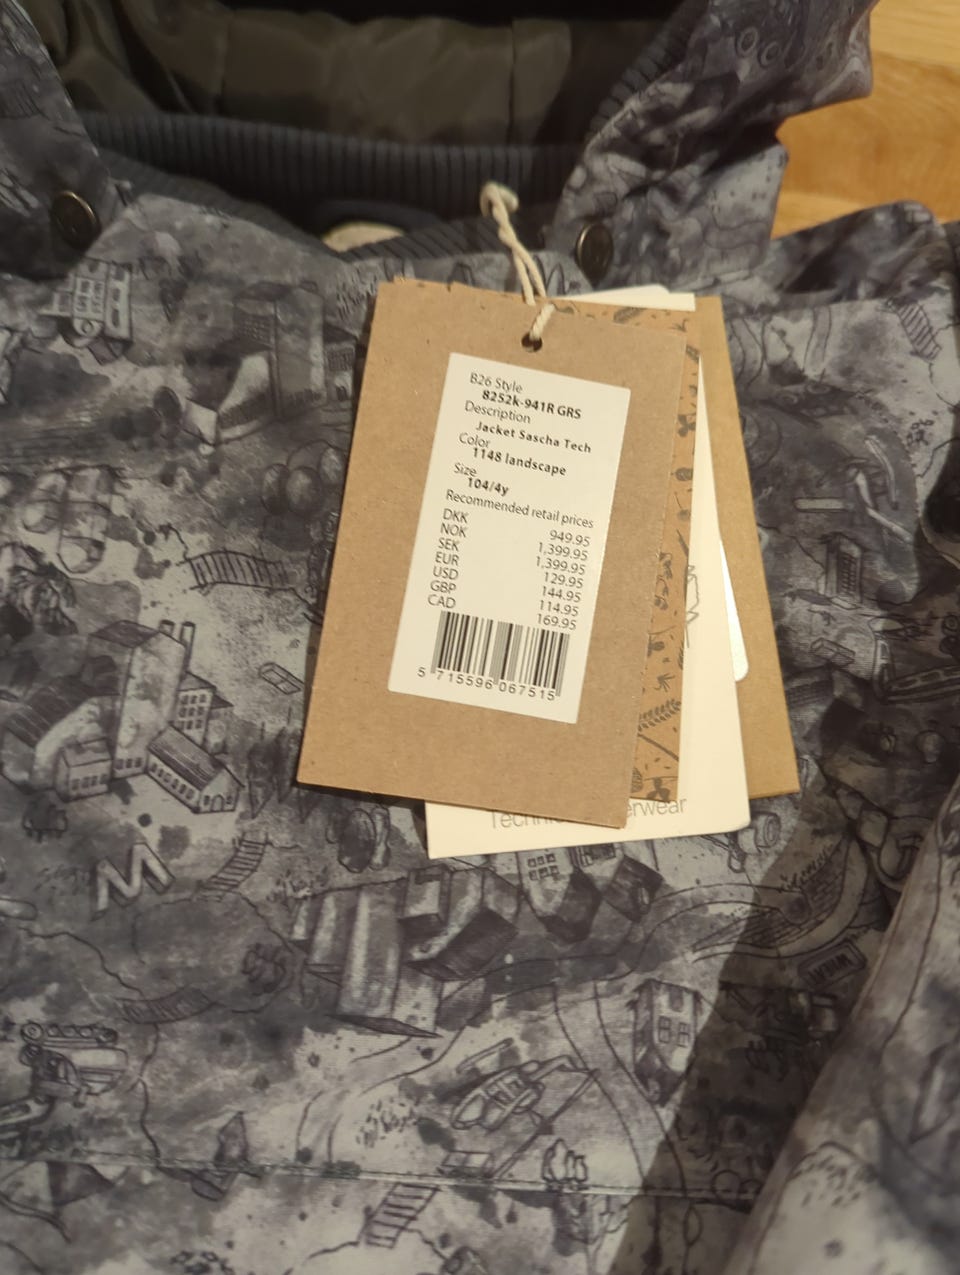 B26 Style
8252k-941R GRS
Description
Jacket Sascha Tech
Color
1148 landscape
Size
104/4y
Recommended retail prices
DKK 949.95
NOK 1,399.95
SEK 1,399.95
EUR 129.95
USD 144.95
GBP 114.95
CAD 169.95
5 715596 067515
M
WHEAT